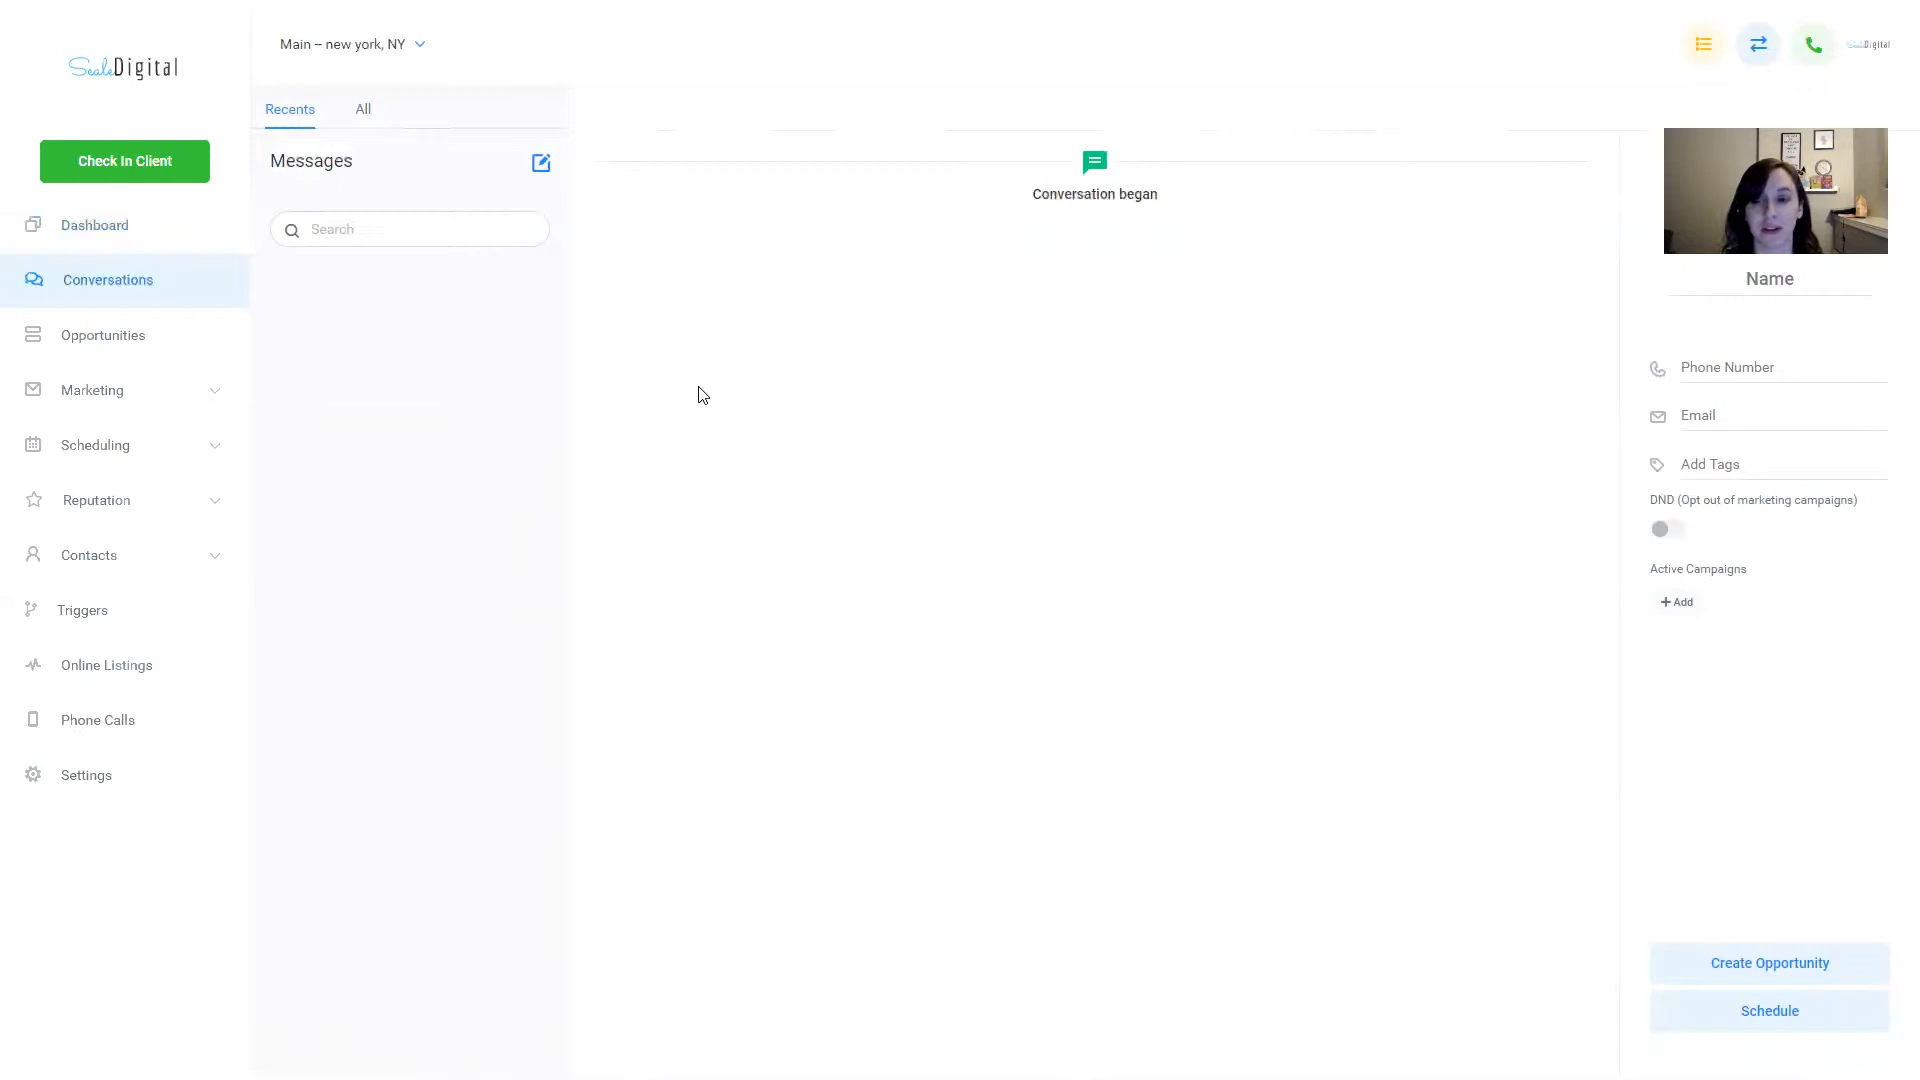 SealeDigital
Main – new york, NY
SealeDigital
Check In Client
Dashboard
Conversations
Opportunities
Marketing
Scheduling
Reputation
Contacts
Triggers
Online Listings
Phone Calls
Settings
Recents All
Messages
Search
Conversation began
Name
Phone Number
Email
Add Tags
DND (Opt out of marketing campaigns)
Active Campaigns
+ Add
Create Opportunity
Schedule